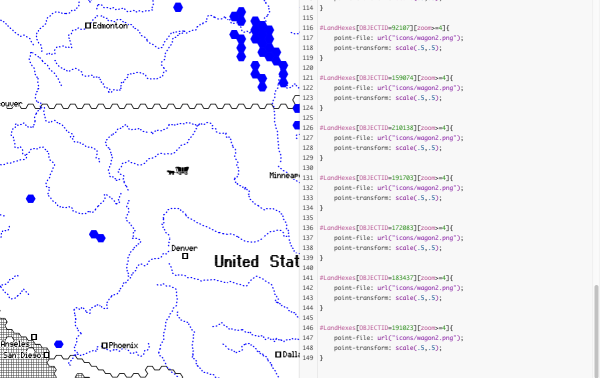 Edmonton
ouver
Minneap
Denver
United Stat
Angeles
San Diego
Phoenix
Dalla
114 }
115
116 #LandHexes[OBJECTID=92107][zoom>=4]{
117 point-file: url("icons/wagon2.png");
118 point-transform: scale(.5,.5);
119 }
120
121 #LandHexes[OBJECTID=159074][zoom>=4]{
122 point-file: url("icons/wagon2.png");
123 point-transform: scale(.5,.5);
124 }
125
126 #LandHexes[OBJECTID=210138][zoom>=4]{
127 point-file: url("icons/wagon2.png");
128 point-transform: scale(.5,.5);
129 }
130
131 #LandHexes[OBJECTID=191703][zoom>=4]{
132 point-file: url("icons/wagon2.png");
133 point-transform: scale(.5,.5);
134 }
135
136 #LandHexes[OBJECTID=172083][zoom>=4]{
137 point-file: url("icons/wagon2.png");
138 point-transform: scale(.5,.5);
139 }
140
141 #LandHexes[OBJECTID=183437][zoom>=4]{
142 point-file: url("icons/wagon2.png");
143 point-transform: scale(.5,.5);
144 }
145
146 #LandHexes[OBJECTID=191023][zoom>=4]{
147 point-file: url("icons/wagon2.png");
148 point-transform: scale(.5,.5);
149 }